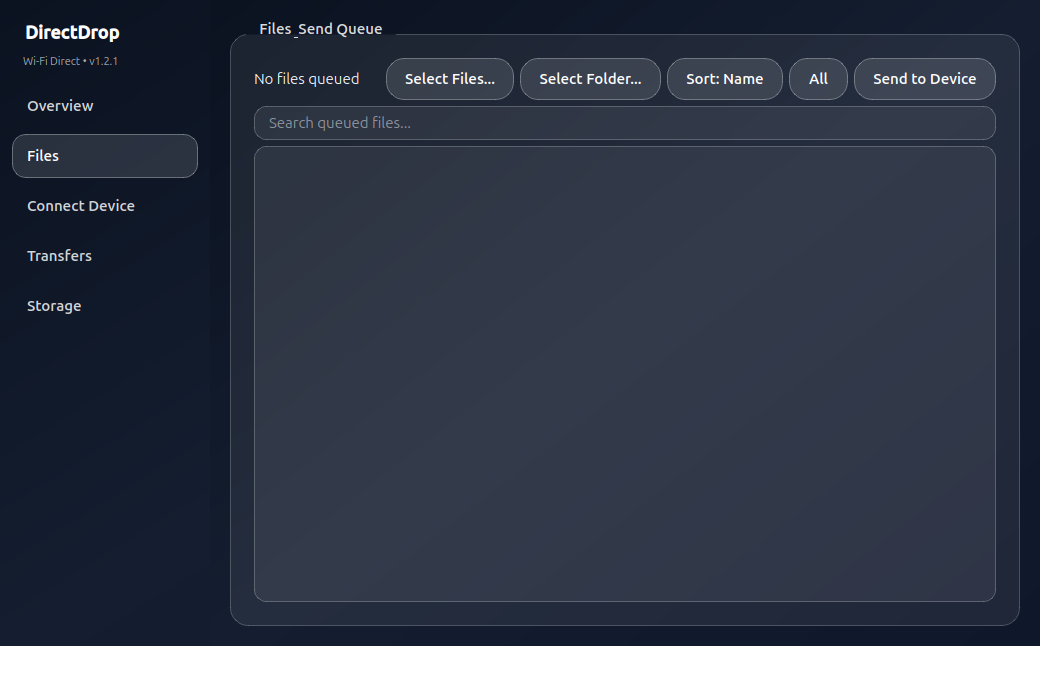 DirectDrop
Wi-Fi Direct • v1.2.1
Overview
Files
Connect Device
Transfers
Storage
Files_Send Queue
No files queued
Select Files...
Select Folder...
Sort: Name
All
Send to Device
Search queued files...